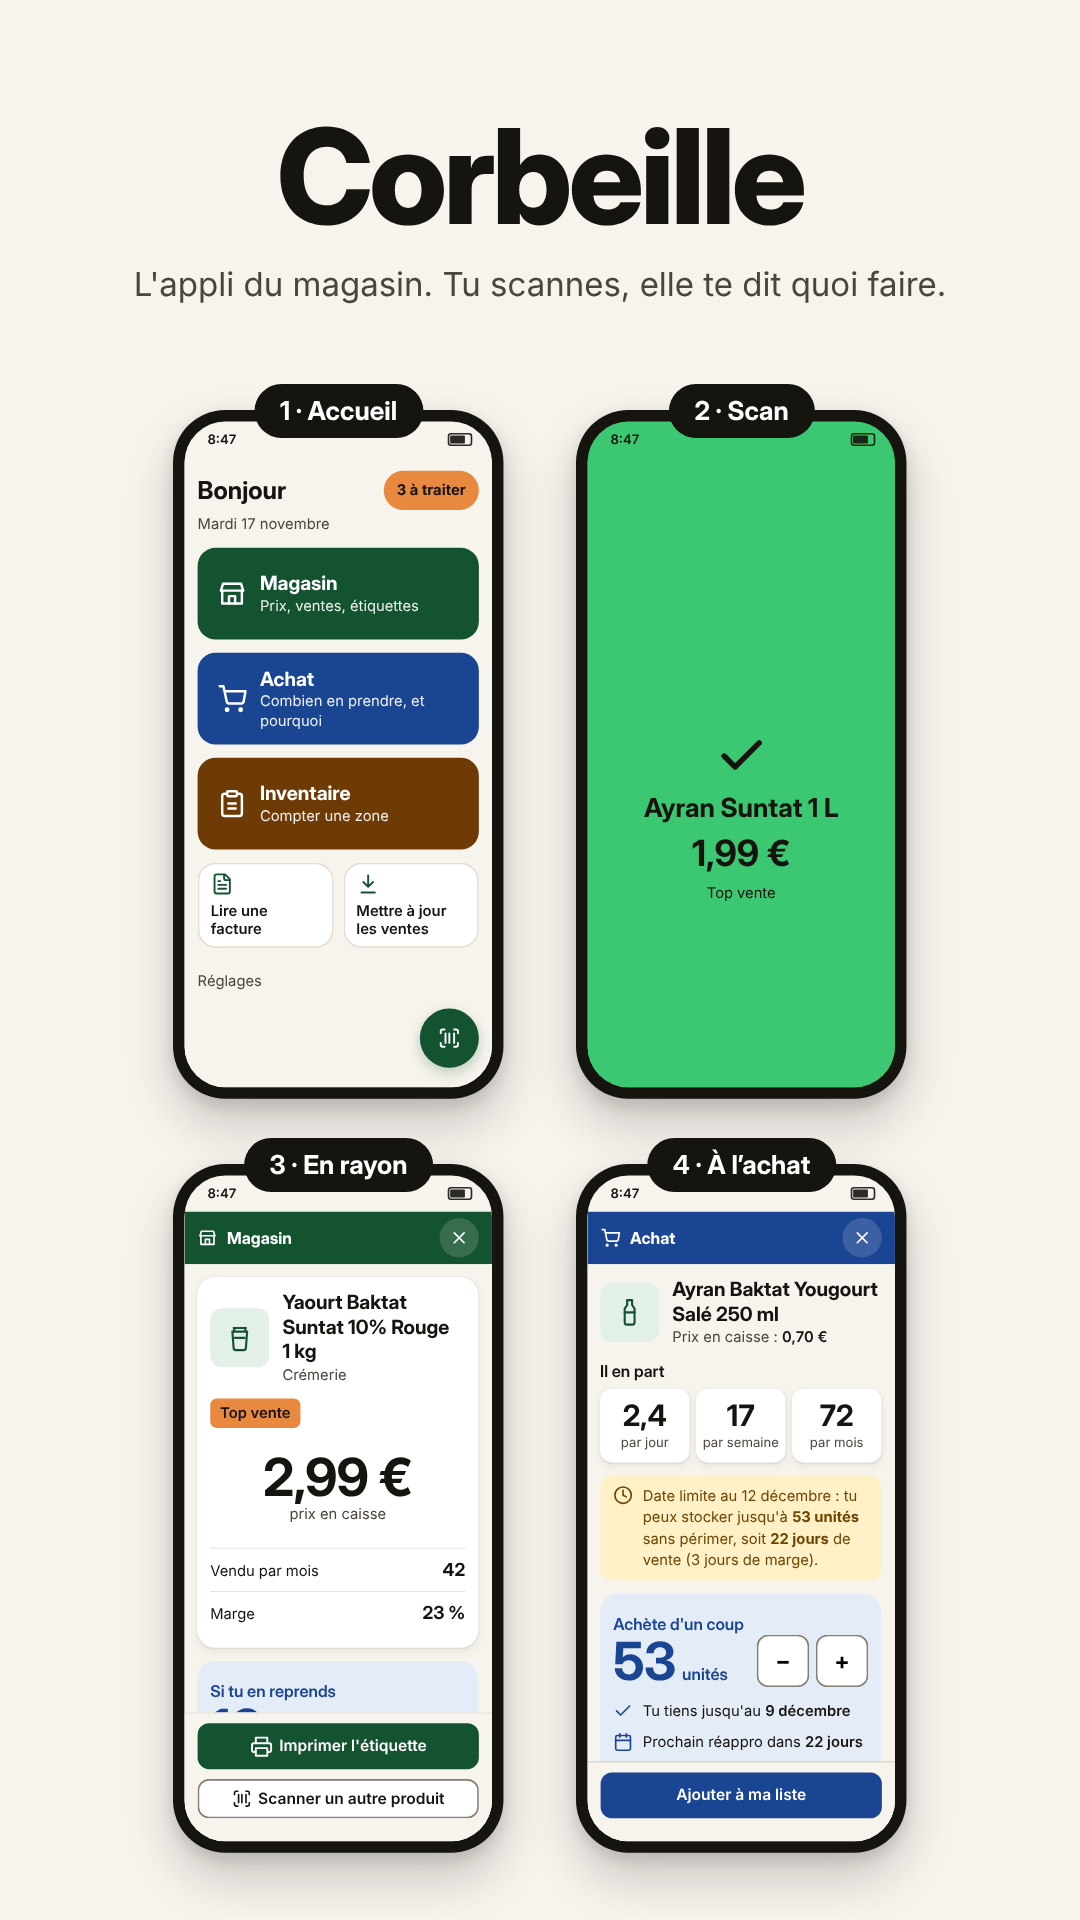 Corbeille
L'appli du magasin. Tu scannes, elle te dit quoi faire.
1 · Accueil
8:47
Bonjour
3 à traiter
Mardi 17 novembre
Magasin
Prix, ventes, étiquettes
Achat
Combien en prendre, et
pourquoi
Inventaire
Compter une zone
Lire une
facture
Mettre à jour
les ventes
Réglages
2 · Scan
8:47
Ayran Suntat 1 L
1,99 €
Top vente
3 · En rayon
8:47
Magasin
Yaourt Baktat
Suntat 10% Rouge
1 kg
Crémerie
Top vente
2,99 €
prix en caisse
Vendu par mois 42
Marge 23 %
Si tu en reprends
Imprimer l'étiquette
Scanner un autre produit
4 · À l’achat
8:47
Achat
Ayran Baktat Yougourt
Salé 250 ml
Prix en caisse : 0,70 €
Il en part
2,4 par jour
17 par semaine
72 par mois
Date limite au 12 décembre : tu
peux stocker jusqu'à 53 unités
sans périmer, soit 22 jours de
vente (3 jours de marge).
Achète d'un coup
53 unités
− +
Tu tiens jusqu'au 9 décembre
Prochain réappro dans 22 jours
Ajouter à ma liste